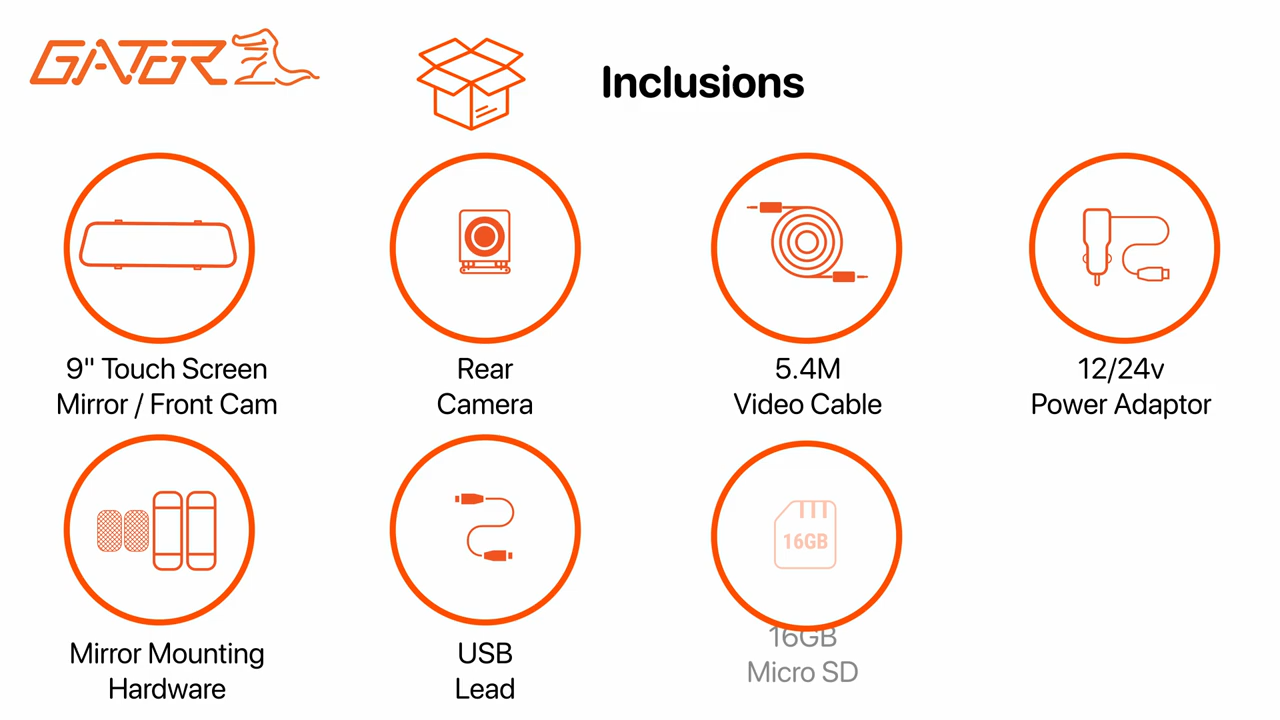 GATOR
Inclusions
9" Touch Screen
Mirror / Front Cam
Rear
Camera
5.4M
Video Cable
12/24v
Power Adaptor
16GB
Mirror Mounting
Hardware
USB
Lead
16GB
Micro SD